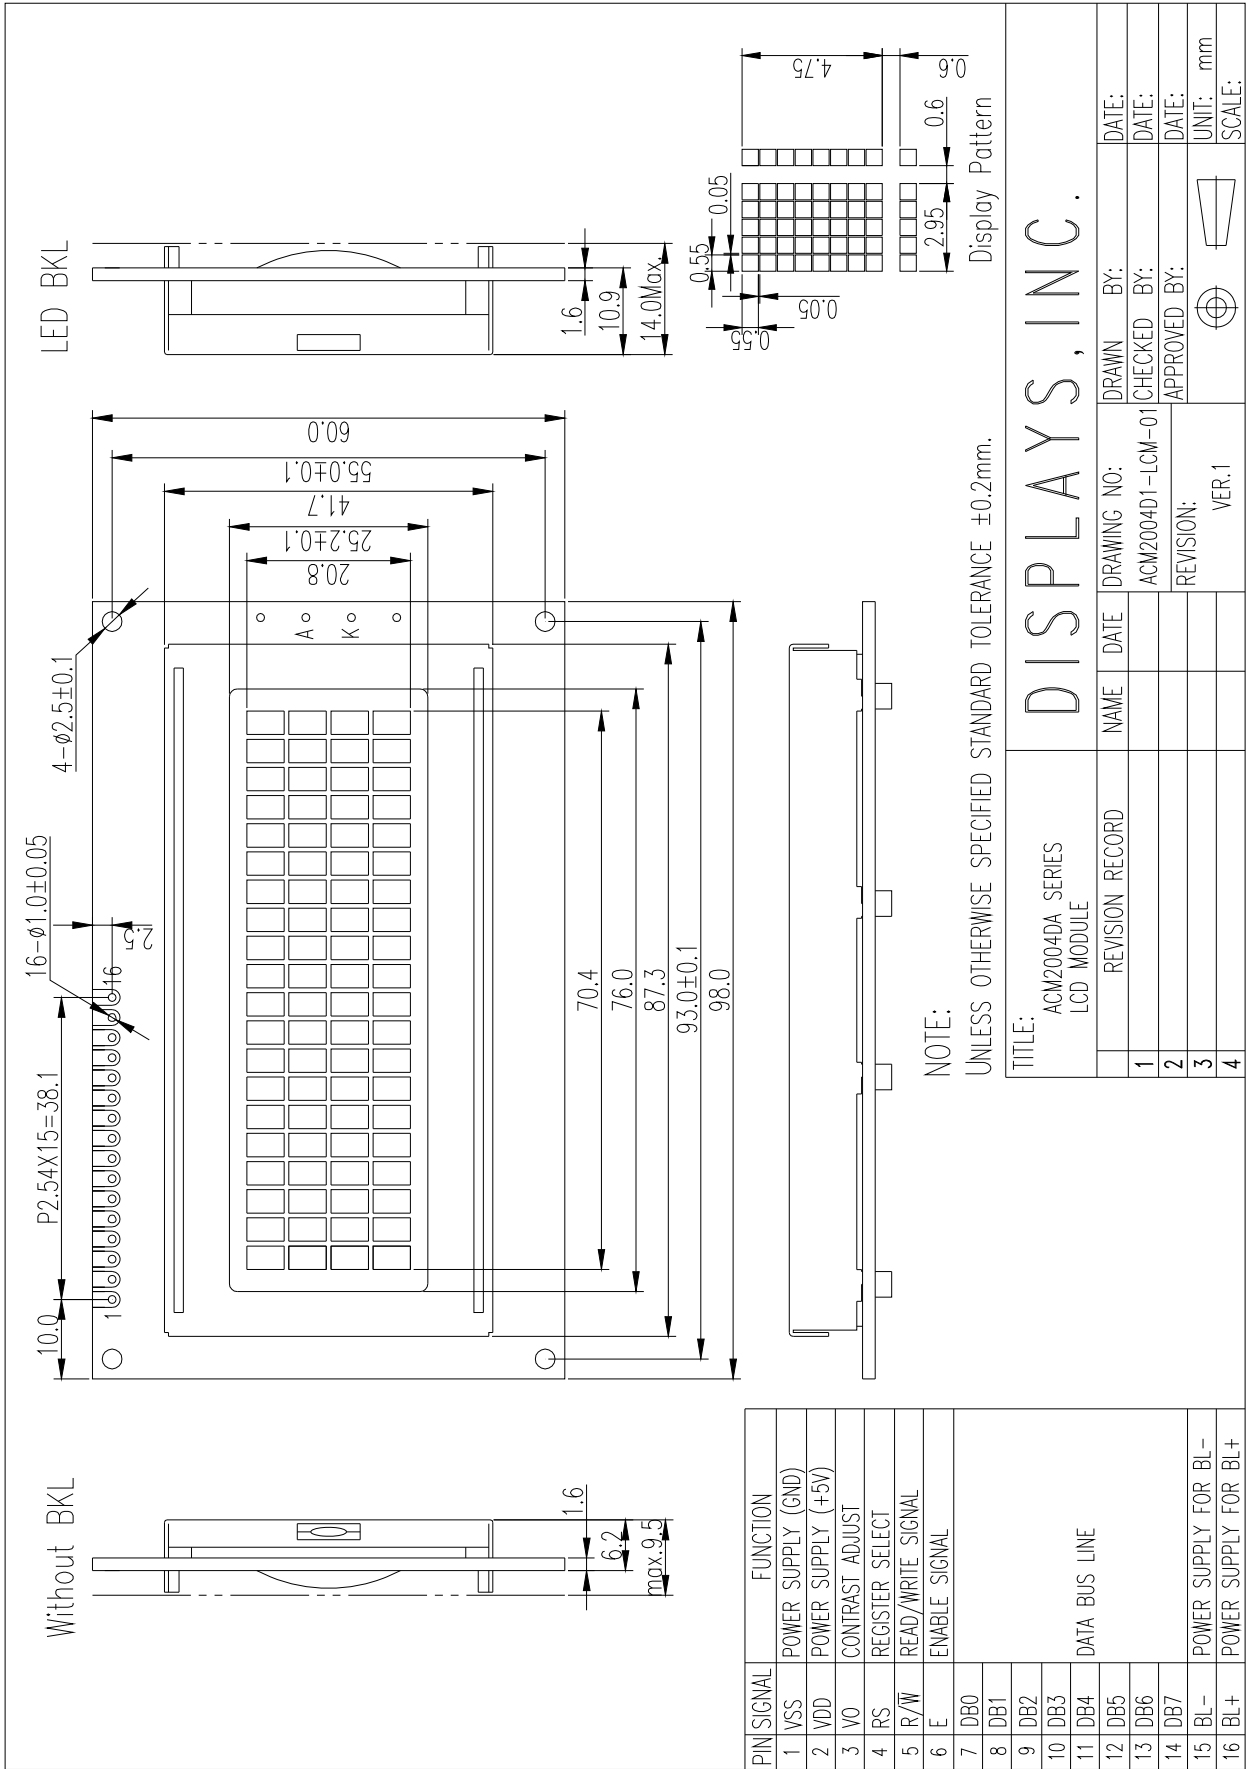 Without BKL
1.6
6.2
max.9.5
10.0
P2.54X15=38.1
16-ø1.0±0.05
4-ø2.5±0.1
2.5
1
16
A
K
20.8
25.2±0.1
41.7
55.0±0.1
60.0
70.4
76.0
87.3
93.0±0.1
98.0
LED BKL
1.6
10.9
14.0Max.
0.55
0.05
4.75
0.6
0.55
0.05
2.95
0.6
Display Pattern
NOTE:
UNLESS OTHERWISE SPECIFIED STANDARD TOLERANCE ±0.2mm.
PIN SIGNAL FUNCTION
1 VSS POWER SUPPLY (GND)
2 VDD POWER SUPPLY (+5V)
3 VO CONTRAST ADJUST
4 RS REGISTER SELECT
5 R/W̅ READ/WRITE SIGNAL
6 E ENABLE SIGNAL
7 DB0
8 DB1
9 DB2
10 DB3
11 DB4 DATA BUS LINE
12 DB5
13 DB6
14 DB7
15 BL- POWER SUPPLY FOR BL-
16 BL+ POWER SUPPLY FOR BL+
TITLE:
ACM2004DA SERIES
LCD MODULE
DISPLAYS,INC.
REVISION RECORD NAME DATE
1
2
3
4
DRAWING NO:
ACM2004D1-LCM-01
REVISION:
VER.1
DRAWN BY: DATE:
CHECKED BY: DATE:
APPROVED BY: DATE:
UNIT: mm
SCALE: